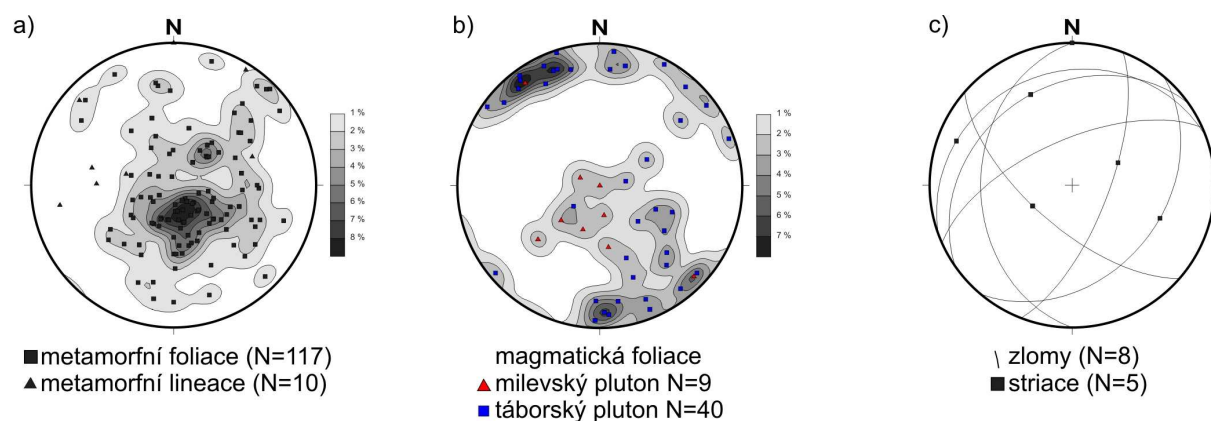 a)
N
1 %
2 %
3 %
4 %
5 %
6 %
7 %
8 %
metamorfní foliace (N=117)
metamorfní lineace (N=10)
b)
N
1 %
2 %
3 %
4 %
5 %
6 %
7 %
magmatická foliace
milevský pluton N=9
táborský pluton N=40
c)
N
zlomy (N=8)
striace (N=5)